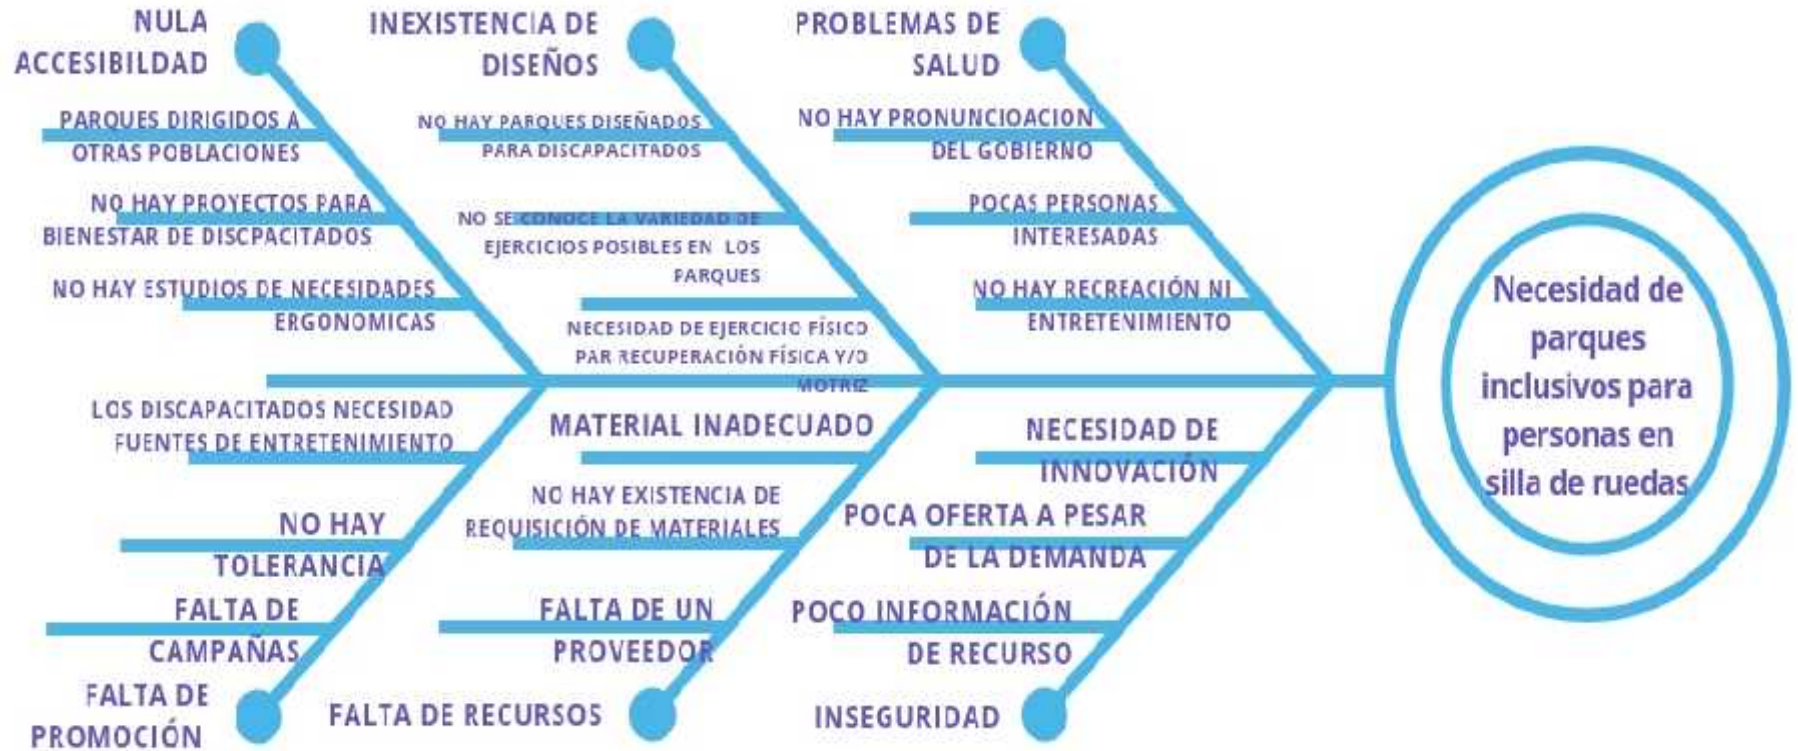 NULA
ACCESIBILDAD
PARQUES DIRIGIDOS A
OTRAS POBLACIONES
NO HAY PROYECTOS PARA
BIENESTAR DE DISCPACITADOS
NO HAY ESTUDIOS DE NECESIDADES
ERGONOMICAS
INEXISTENCIA DE
DISEÑOS
NO HAY PARQUES DISEÑADOS
PARA DISCAPACITADOS
NO SE CONOCE LA VARIEDAD DE
EJERCICIOS POSIBLES EN LOS
PARQUES
NECESIDAD DE EJERCICIO FÍSICO
PAR RECUPERACIÓN FÍSICA Y/O
MOTRIZ
PROBLEMAS DE
SALUD
NO HAY PRONUNCIOACION
DEL GOBIERNO
POCAS PERSONAS
INTERESADAS
NO HAY RECREACIÓN NI
ENTRETENIMIENTO
LOS DISCAPACITADOS NECESIDAD
FUENTES DE ENTRETENIMIENTO
NO HAY
TOLERANCIA
FALTA DE
CAMPAÑAS
FALTA DE
PROMOCIÓN
MATERIAL INADECUADO
NO HAY EXISTENCIA DE
REQUISICIÓN DE MATERIALES
FALTA DE UN
PROVEEDOR
FALTA DE RECURSOS
NECESIDAD DE
INNOVACIÓN
POCA OFERTA A PESAR
DE LA DEMANDA
POCO INFORMACIÓN
DE RECURSO
INSEGURIDAD
Necesidad de
parques
inclusivos para
personas en
silla de ruedas